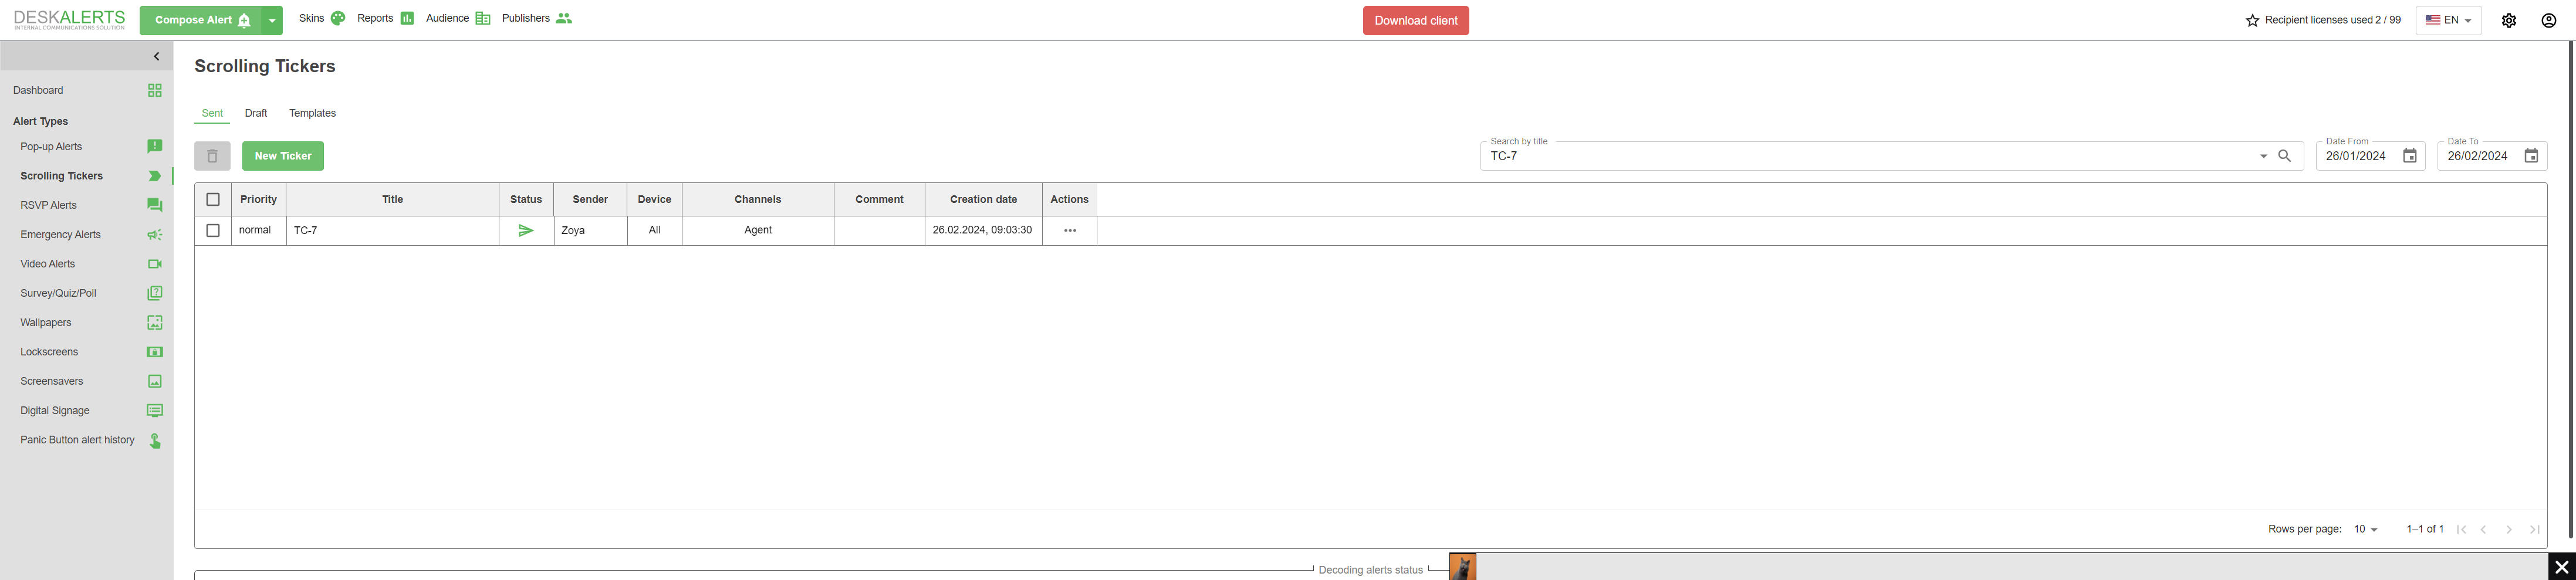 DESKALERTS
INTERNAL COMMUNICATIONS SOLUTION
Compose Alert
Skins
Reports
Audience
Publishers
Download client
Recipient licenses used 2 / 99
EN
Dashboard
Alert Types
Pop-up Alerts
Scrolling Tickers
RSVP Alerts
Emergency Alerts
Video Alerts
Survey/Quiz/Poll
Wallpapers
Lockscreens
Screensavers
Digital Signage
Panic Button alert history
Scrolling Tickers
Sent Draft Templates
New Ticker
Search by title
TC-7
Date From
26/01/2024
Date To
26/02/2024
Priority Title Status Sender Device Channels Comment Creation date Actions
normal TC-7 Zoya All Agent 26.02.2024, 09:03:30
Rows per page: 10 1–1 of 1
Decoding alerts status